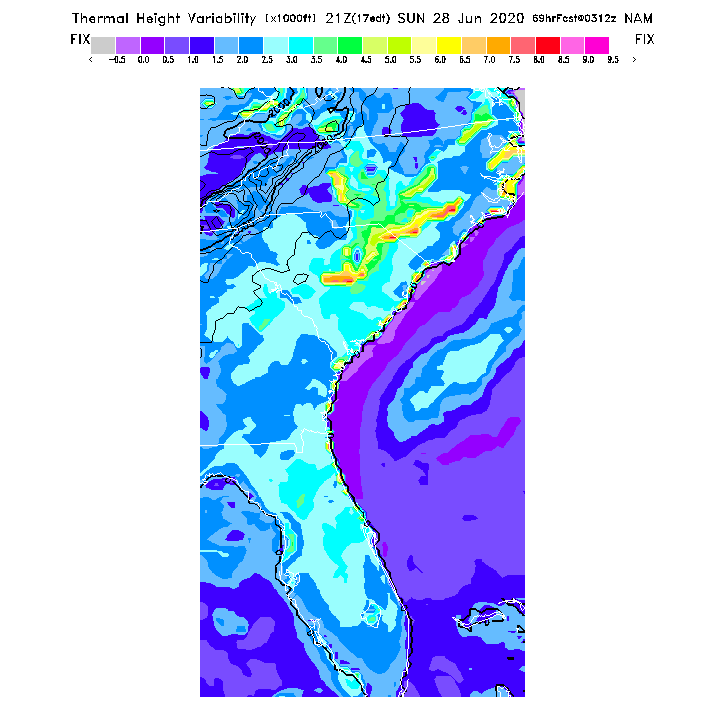 Thermal Height Variability [x1000ft] 21Z(17edt) SUN 28 Jun 2020 69hrFcst@0312z NAM
FIX FIX
< -0.5 0.0 0.5 1.0 1.5 2.0 2.5 3.0 3.5 4.0 4.5 5.0 5.5 6.0 6.5 7.0 7.5 8.0 8.5 9.0 9.5 >